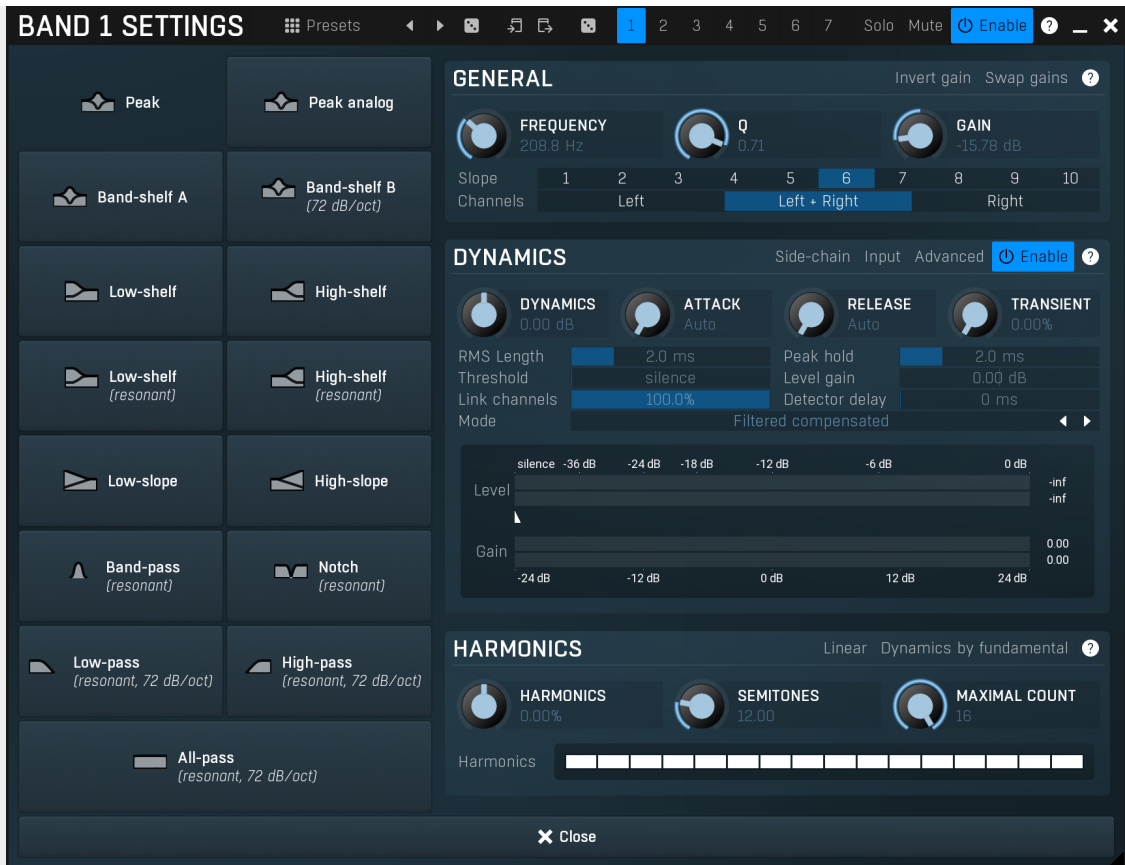 BAND 1 SETTINGS Presets 1 2 3 4 5 6 7 Solo Mute Enable ?
Peak
Peak analog
Band-shelf A
Band-shelf B
(72 dB/oct)
Low-shelf
High-shelf
Low-shelf
(resonant)
High-shelf
(resonant)
Low-slope
High-slope
Band-pass
(resonant)
Notch
(resonant)
Low-pass
(resonant, 72 dB/oct)
High-pass
(resonant, 72 dB/oct)
All-pass
(resonant, 72 dB/oct)
GENERAL Invert gain Swap gains ?
FREQUENCY
208.8 Hz
Q
0.71
GAIN
-15.78 dB
Slope 1 2 3 4 5 6 7 8 9 10
Channels Left Left + Right Right
DYNAMICS Side-chain Input Advanced Enable ?
DYNAMICS
0.00 dB
ATTACK
Auto
RELEASE
Auto
TRANSIENT
0.00%
RMS Length 2.0 ms Peak hold 2.0 ms
Threshold silence Level gain 0.00 dB
Link channels 100.0% Detector delay 0 ms
Mode Filtered compensated
silence -36 dB -24 dB -18 dB -12 dB -6 dB 0 dB
Level -inf
-inf
Gain 0.00
0.00
-24 dB -12 dB 0 dB 12 dB 24 dB
HARMONICS Linear Dynamics by fundamental ?
HARMONICS
0.00%
SEMITONES
12.00
MAXIMAL COUNT
16
Harmonics
Close